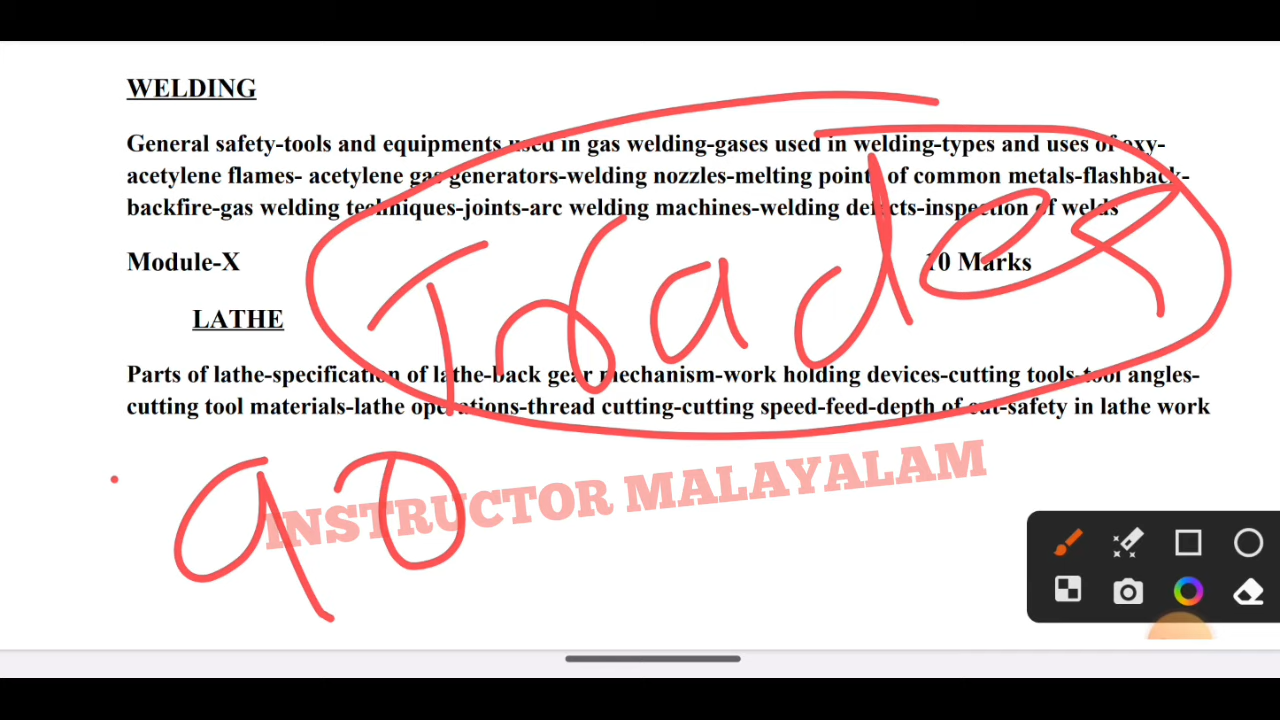 WELDING
General safety-tools and equipments used in gas welding-gases used in welding-types and uses of oxy-
acetylene flames- acetylene gas generators-welding nozzles-melting points of common metals-flashback-
backfire-gas welding techniques-joints-arc welding machines-welding defects-inspection of welds
Module-X 10 Marks
Trades
LATHE
Parts of lathe-specification of lathe-back gear mechanism-work holding devices-cutting tools-tool angles-
cutting tool materials-lathe operations-thread cutting-cutting speed-feed-depth of cut-safety in lathe work
90
INSTRUCTOR MALAYALAM